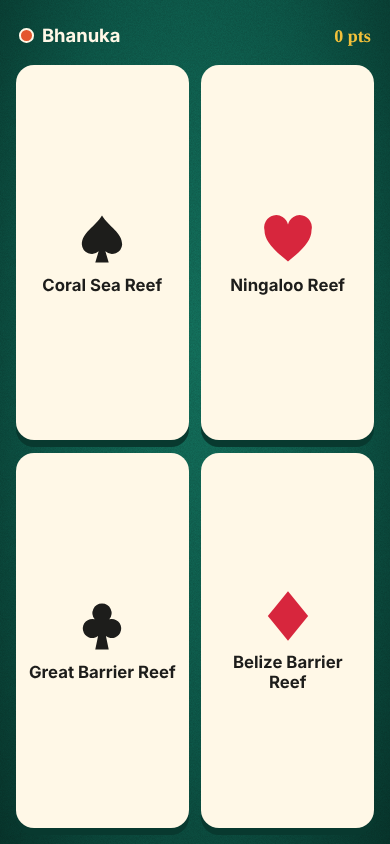 Bhanuka
0 pts
Coral Sea Reef
Ningaloo Reef
Great Barrier Reef
Belize Barrier
Reef